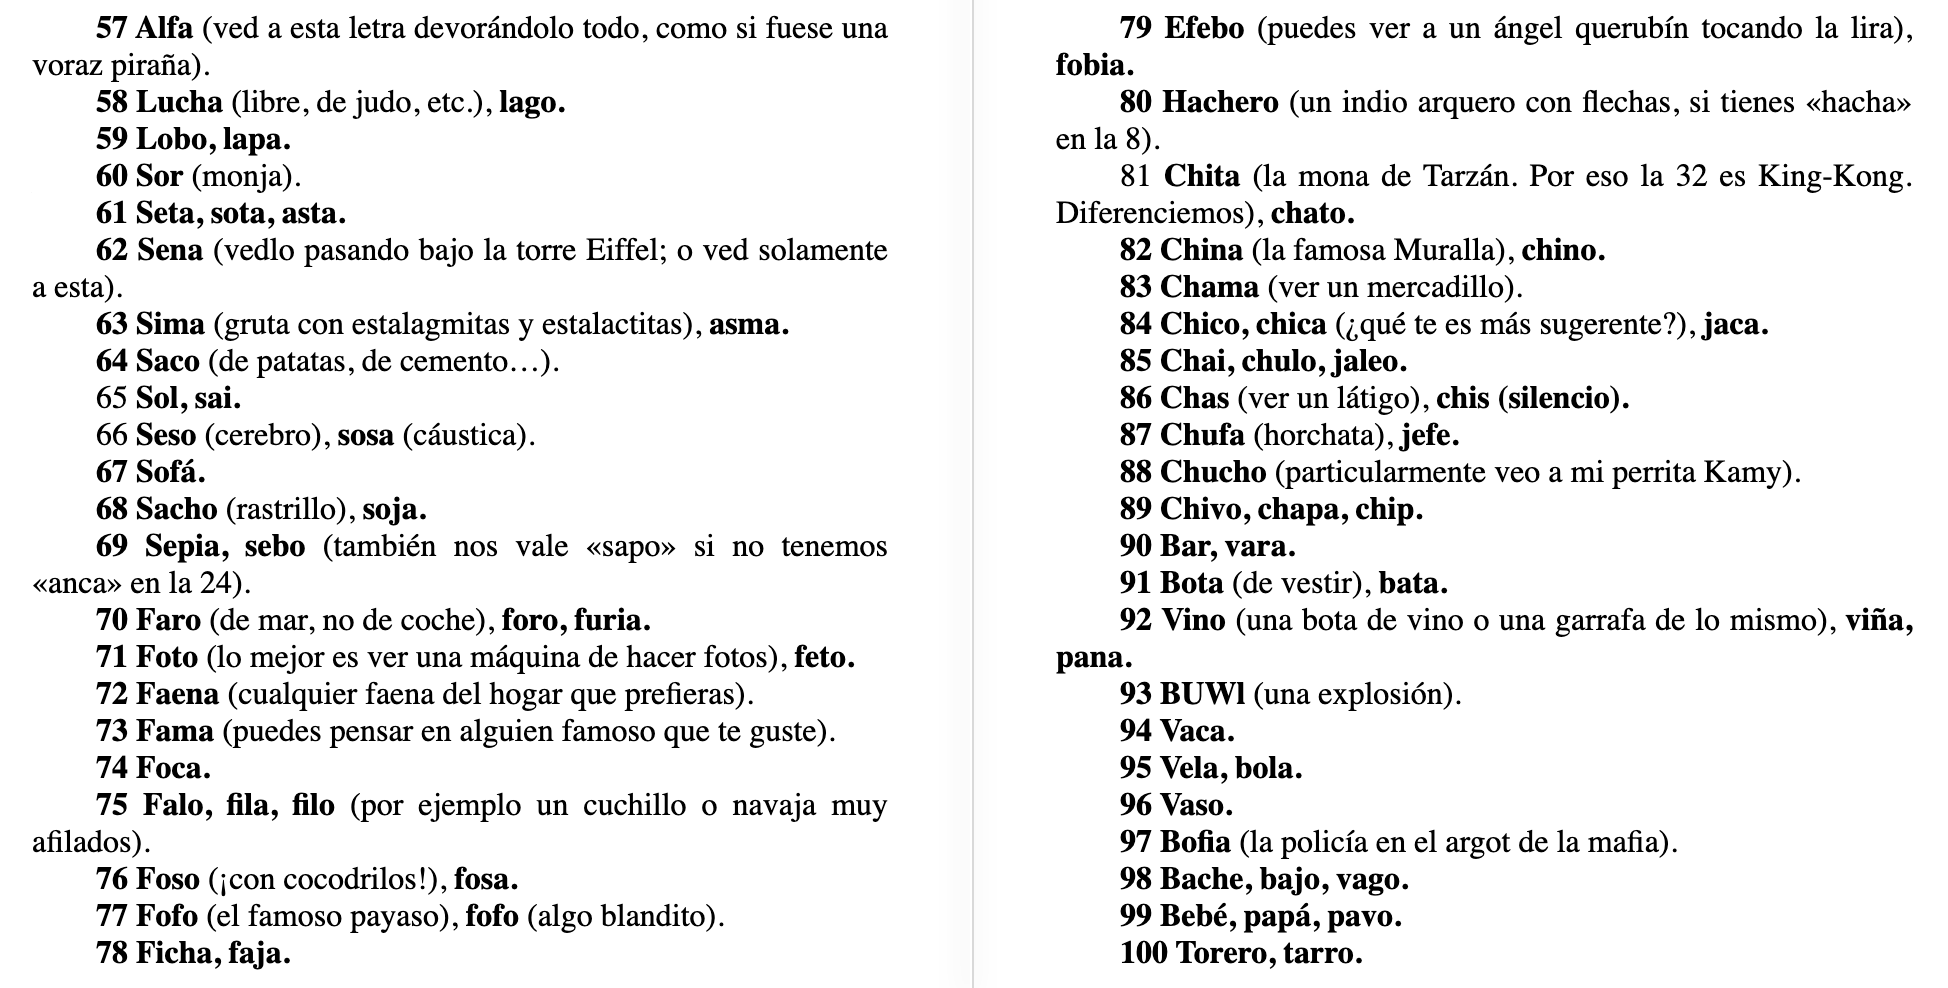 57 Alfa (ved a esta letra devorándolo todo, como si fuese una
voraz piraña).
58 Lucha (libre, de judo, etc.), lago.
59 Lobo, lapa.
60 Sor (monja).
61 Seta, sota, asta.
62 Sena (vedlo pasando bajo la torre Eiffel; o ved solamente
a esta).
63 Sima (gruta con estalagmitas y estalactitas), asma.
64 Saco (de patatas, de cemento…).
65 Sol, sai.
66 Seso (cerebro), sosa (cáustica).
67 Sofá.
68 Sacho (rastrillo), soja.
69 Sepia, sebo (también nos vale «sapo» si no tenemos
«anca» en la 24).
70 Faro (de mar, no de coche), foro, furia.
71 Foto (lo mejor es ver una máquina de hacer fotos), feto.
72 Faena (cualquier faena del hogar que prefieras).
73 Fama (puedes pensar en alguien famoso que te guste).
74 Foca.
75 Falo, fila, filo (por ejemplo un cuchillo o navaja muy
afilados).
76 Foso (¡con cocodrilos!), fosa.
77 Fofo (el famoso payaso), fofo (algo blandito).
78 Ficha, faja.
79 Efebo (puedes ver a un ángel querubín tocando la lira),
fobia.
80 Hachero (un indio arquero con flechas, si tienes «hacha»
en la 8).
81 Chita (la mona de Tarzán. Por eso la 32 es King-Kong.
Diferenciemos), chato.
82 China (la famosa Muralla), chino.
83 Chama (ver un mercadillo).
84 Chico, chica (¿qué te es más sugerente?), jaca.
85 Chai, chulo, jaleo.
86 Chas (ver un látigo), chis (silencio).
87 Chufa (horchata), jefe.
88 Chucho (particularmente veo a mi perrita Kamy).
89 Chivo, chapa, chip.
90 Bar, vara.
91 Bota (de vestir), bata.
92 Vino (una bota de vino o una garrafa de lo mismo), viña,
pana.
93 BUWl (una explosión).
94 Vaca.
95 Vela, bola.
96 Vaso.
97 Bofia (la policía en el argot de la mafia).
98 Bache, bajo, vago.
99 Bebé, papá, pavo.
100 Torero, tarro.